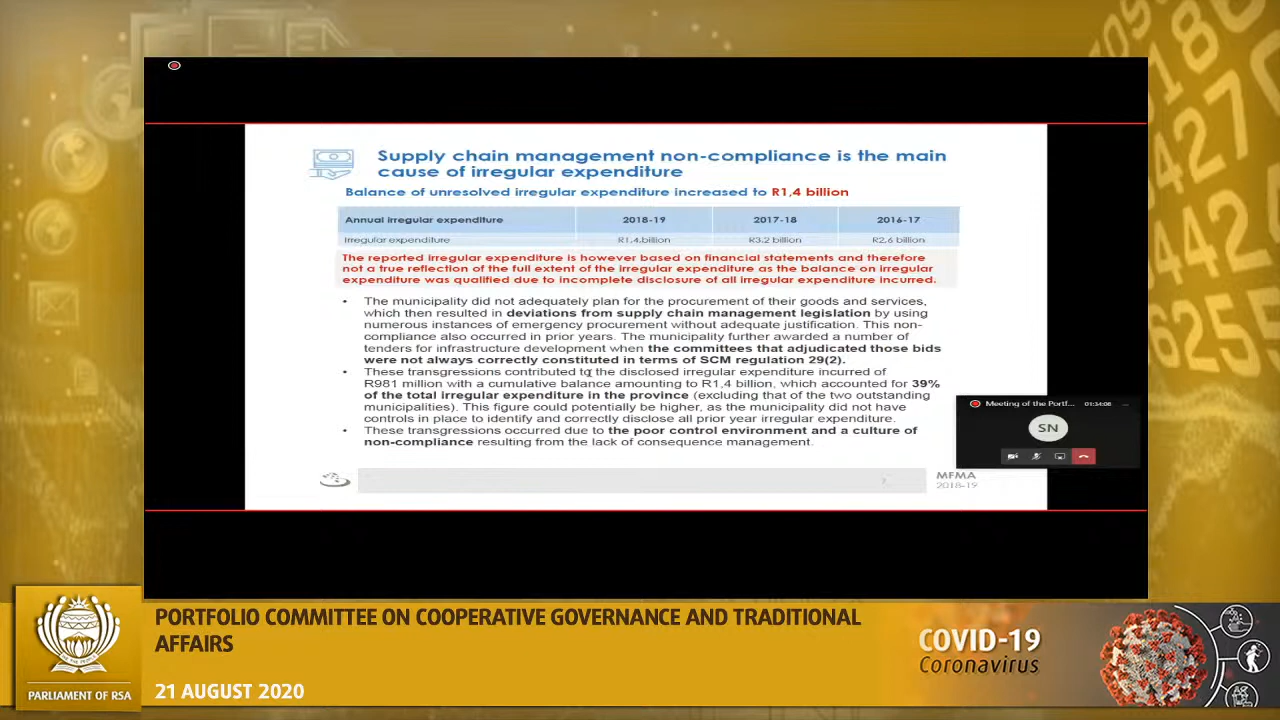 Supply chain management non-compliance is the main
cause of irregular expenditure
Balance of unresolved irregular expenditure increased to R1,4 billion
Annual irregular expenditure 2018-19 2017-18 2016-17
Irregular expenditure R1,4 billion R3,2 billion R2,6 billion
The reported irregular expenditure is however based on financial statements and therefore
not a true reflection of the full extent of the irregular expenditure as the balance on irregular
expenditure was qualified due to incomplete disclosure of all irregular expenditure incurred.
• The municipality did not adequately plan for the procurement of their goods and services,
which then resulted in deviations from supply chain management legislation by using
numerous instances of emergency procurement without adequate justification. This non-
compliance also occurred in prior years. The municipality further awarded a number of
tenders for infrastructure development when the committees that adjudicated those bids
were not always correctly constituted in terms of SCM regulation 29(2).
• These transgressions contributed to the disclosed irregular expenditure incurred of
R981 million with a cumulative balance amounting to R1,4 billion, which accounted for 39%
of the total irregular expenditure in the province (excluding that of the two outstanding
municipalities). This figure could potentially be higher, as the municipality did not have
controls in place to identify and correctly disclose all prior year irregular expenditure.
• These transgressions occurred due to the poor control environment and a culture of
non-compliance resulting from the lack of consequence management.
7
MFMA
2018-19
Meeting of the Portf... 01:34:08 ...
SN
PORTFOLIO COMMITTEE ON COOPERATIVE GOVERNANCE AND TRADITIONAL
AFFAIRS
21 AUGUST 2020
PARLIAMENT OF RSA
COVID-19
Coronavirus